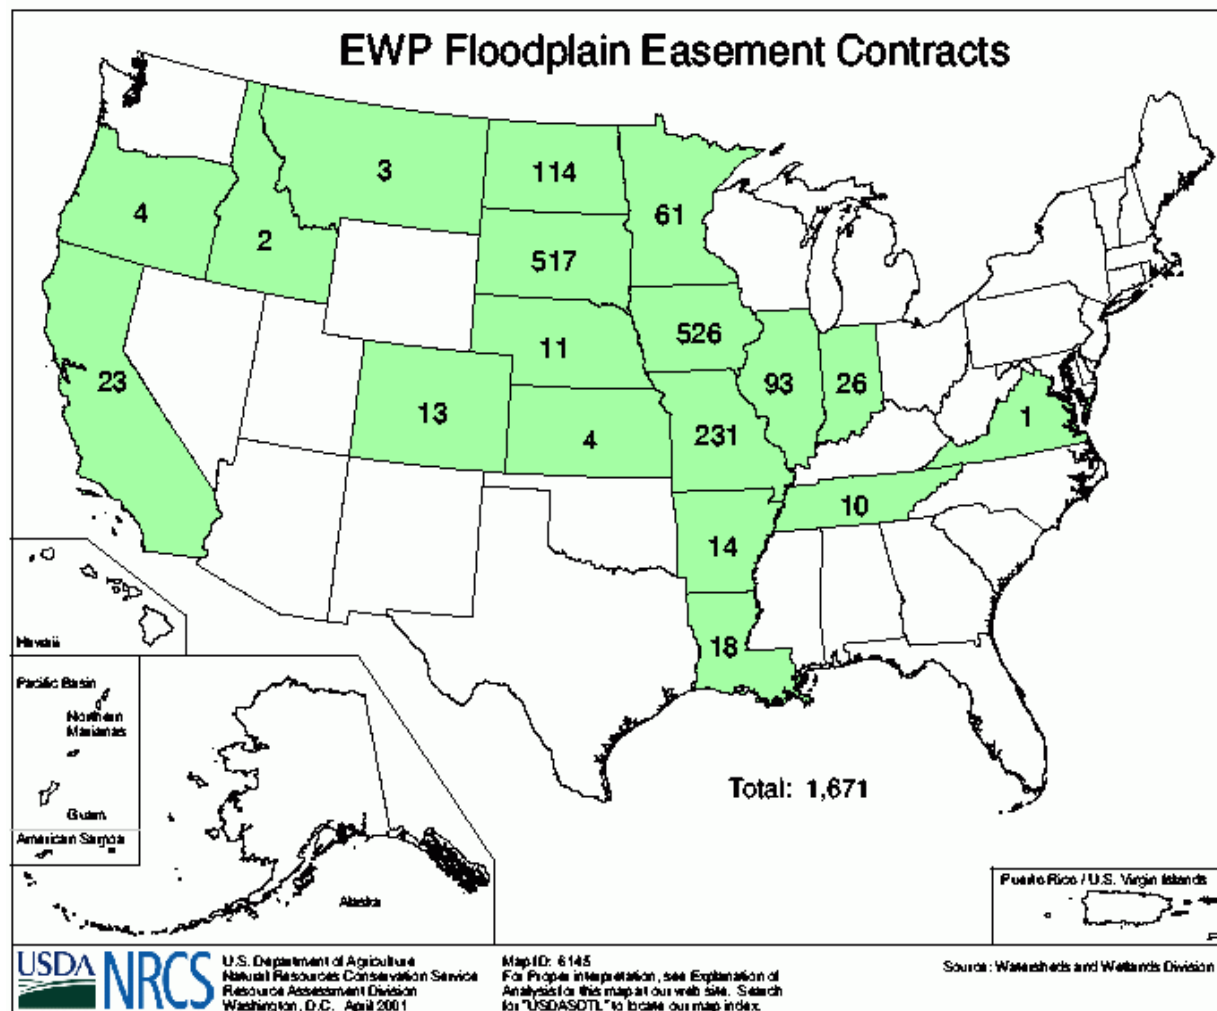 EWP Floodplain Easement Contracts
3
114
4
61
2
517
526
11
23
93
26
13
231
1
4
10
14
18
Hawaii
Pacific Basin
Northern
Marianas
Guam
American Samoa
Alaska
Total: 1,671
Puerto Rico / U.S. Virgin Islands
USDA
NRCS
U.S. Department of Agriculture
Natural Resources Conservation Service
Resource Assessment Division
Washington, D.C. April 2001
Map ID: 6145
For Proper interpretation, see Explanation of
Analysis for this map at our web site. Search
for "USDASDTL" to locate our map index.
Source: Watersheds and Wetlands Division